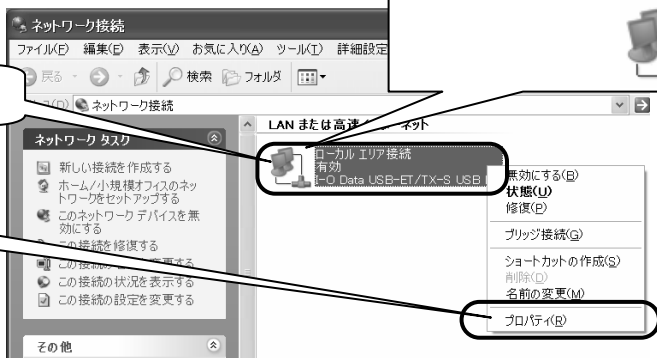 ネットワーク接続
ファイル(F) 編集(E) 表示(V) お気に入り(A) ツール(T) 詳細設定
戻る 検索 フォルダ
ネットワーク接続
ネットワーク タスク
新しい接続を作成する
ホーム/小規模オフィスのネッ
トワークをセットアップする
このネットワーク デバイスを無
効にする
この接続を修復する
この接続の状況を表示する
この接続の設定を変更する
その他
LAN または高速
ネット
ローカル エリア接続
有効
I-O Data USB-ET/TX-S USB
無効にする(B)
状態(U)
修復(P)
ブリッジ接続(G)
ショートカットの作成(S)
削除(D)
名前の変更(M)
プロパティ(R)